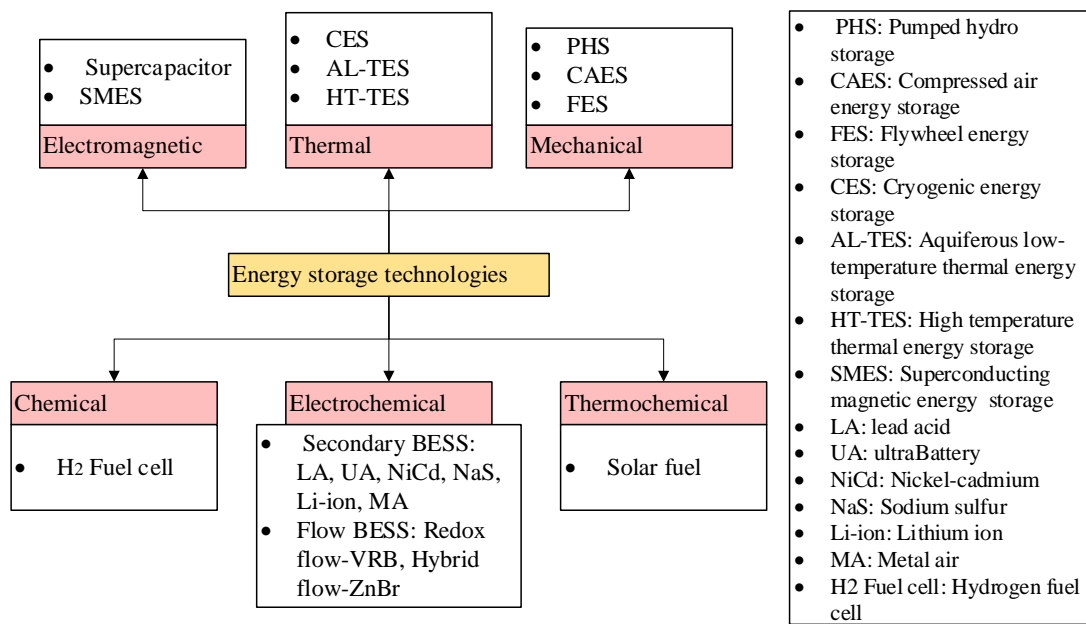 • Supercapacitor
• SMES
Electromagnetic
• CES
• AL-TES
• HT-TES
Thermal
• PHS
• CAES
• FES
Mechanical
Energy storage technologies
Chemical
• H2 Fuel cell
Electrochemical
• Secondary BESS:
LA, UA, NiCd, NaS,
Li-ion, MA
• Flow BESS: Redox
flow-VRB, Hybrid
flow-ZnBr
Thermochemical
• Solar fuel
• PHS: Pumped hydro
storage
• CAES: Compressed air
energy storage
• FES: Flywheel energy
storage
• CES: Cryogenic energy
storage
• AL-TES: Aquiferous low-
temperature thermal energy
storage
• HT-TES: High temperature
thermal energy storage
• SMES: Superconducting
magnetic energy storage
• LA: lead acid
• UA: ultraBattery
• NiCd: Nickel-cadmium
• NaS: Sodium sulfur
• Li-ion: Lithium ion
• MA: Metal air
• H2 Fuel cell: Hydrogen fuel
cell